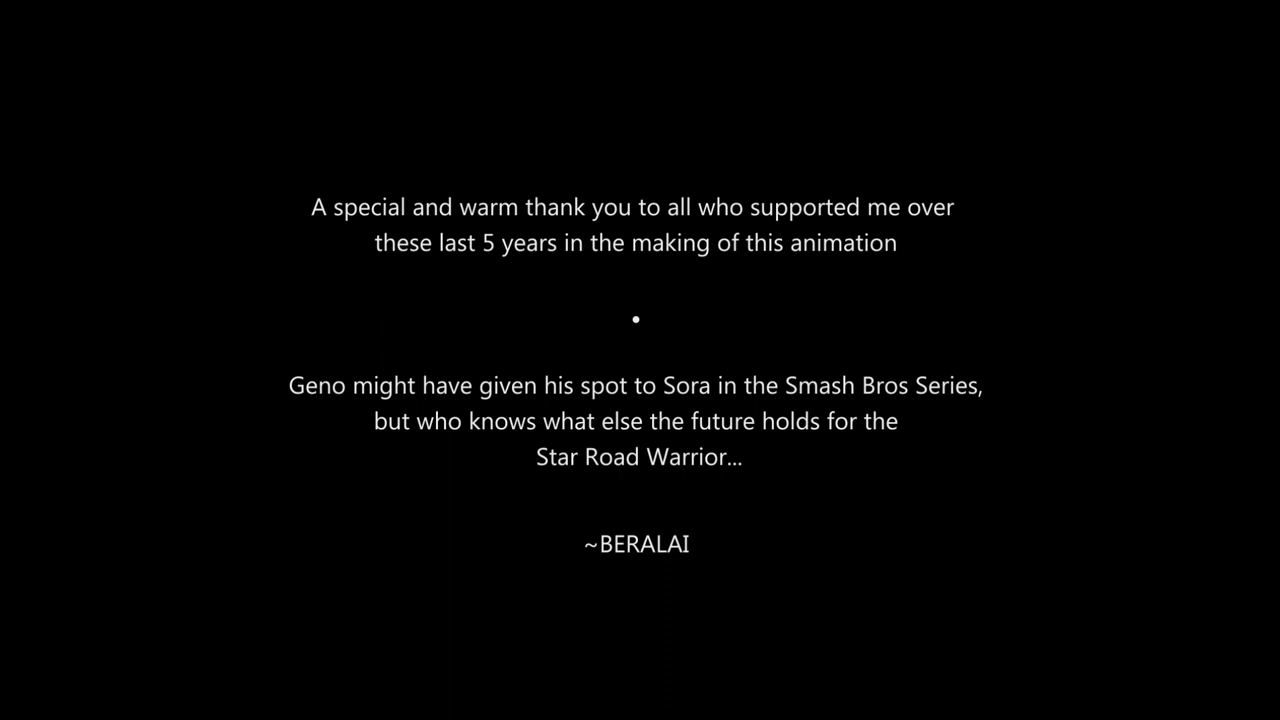 A special and warm thank you to all who supported me over
these last 5 years in the making of this animation
•
Geno might have given his spot to Sora in the Smash Bros Series,
but who knows what else the future holds for the
Star Road Warrior...
~BERALAI